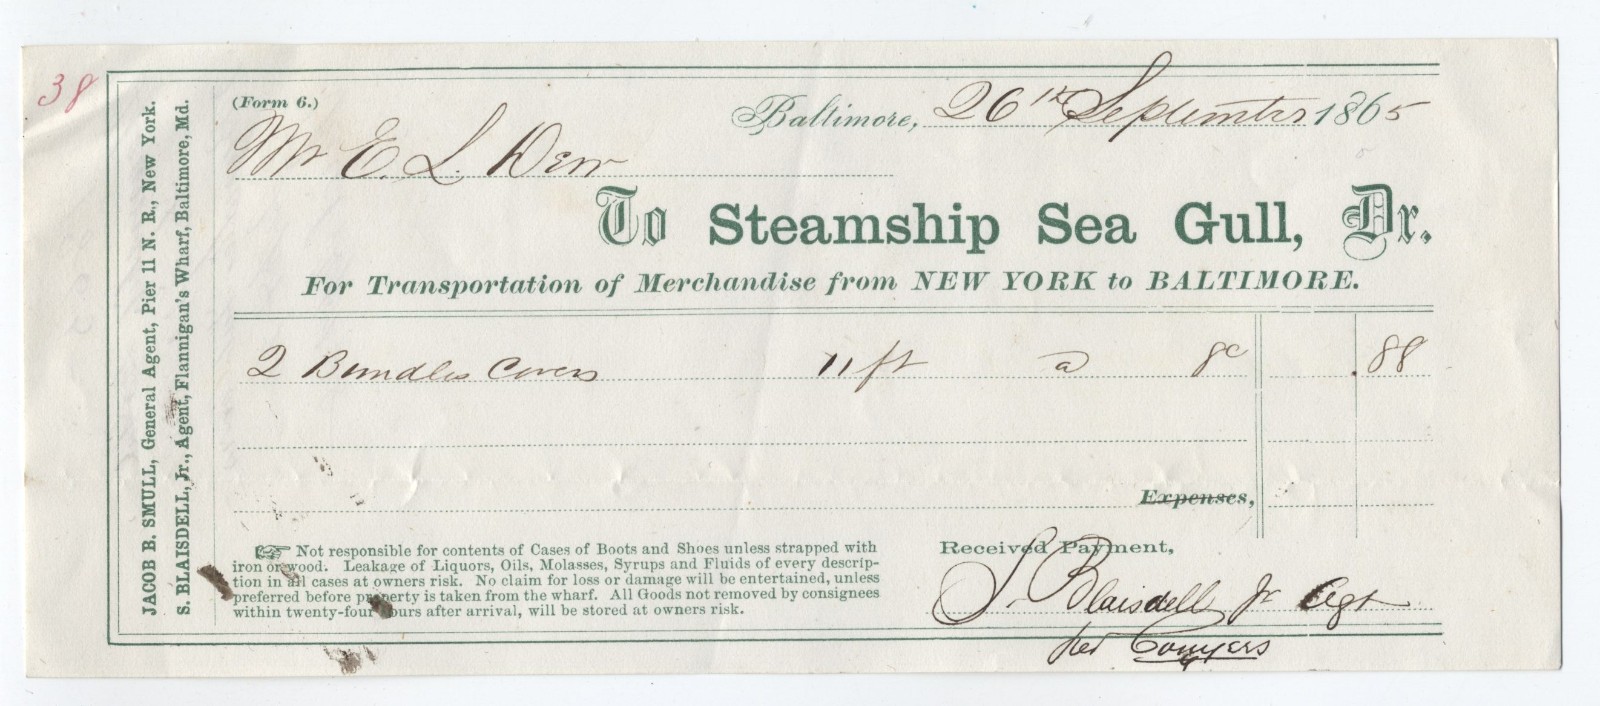 38
(Form 6.)
Baltimore, 26th September 1865
Mr E. L. Dew
To Steamship Sea Gull, Dr.
For Transportation of Merchandise from NEW YORK to BALTIMORE.
2 Bundles Covers 11 ft a 8c .88
Expenses,
☞ Not responsible for contents of Cases of Boots and Shoes unless strapped with
iron or wood. Leakage of Liquors, Oils, Molasses, Syrups and Fluids of every descrip-
tion in all cases at owners risk. No claim for loss or damage will be entertained, unless
preferred before property is taken from the wharf. All Goods not removed by consignees
within twenty-four hours after arrival, will be stored at owners risk.
Received Payment,
S. Blaisdell Jr Agt
per Conyers
JACOB B. SMULL, General Agent, Pier 11 N. R., New York.
S. BLAISDELL, Jr., Agent, Flannigan's Wharf, Baltimore, Md.